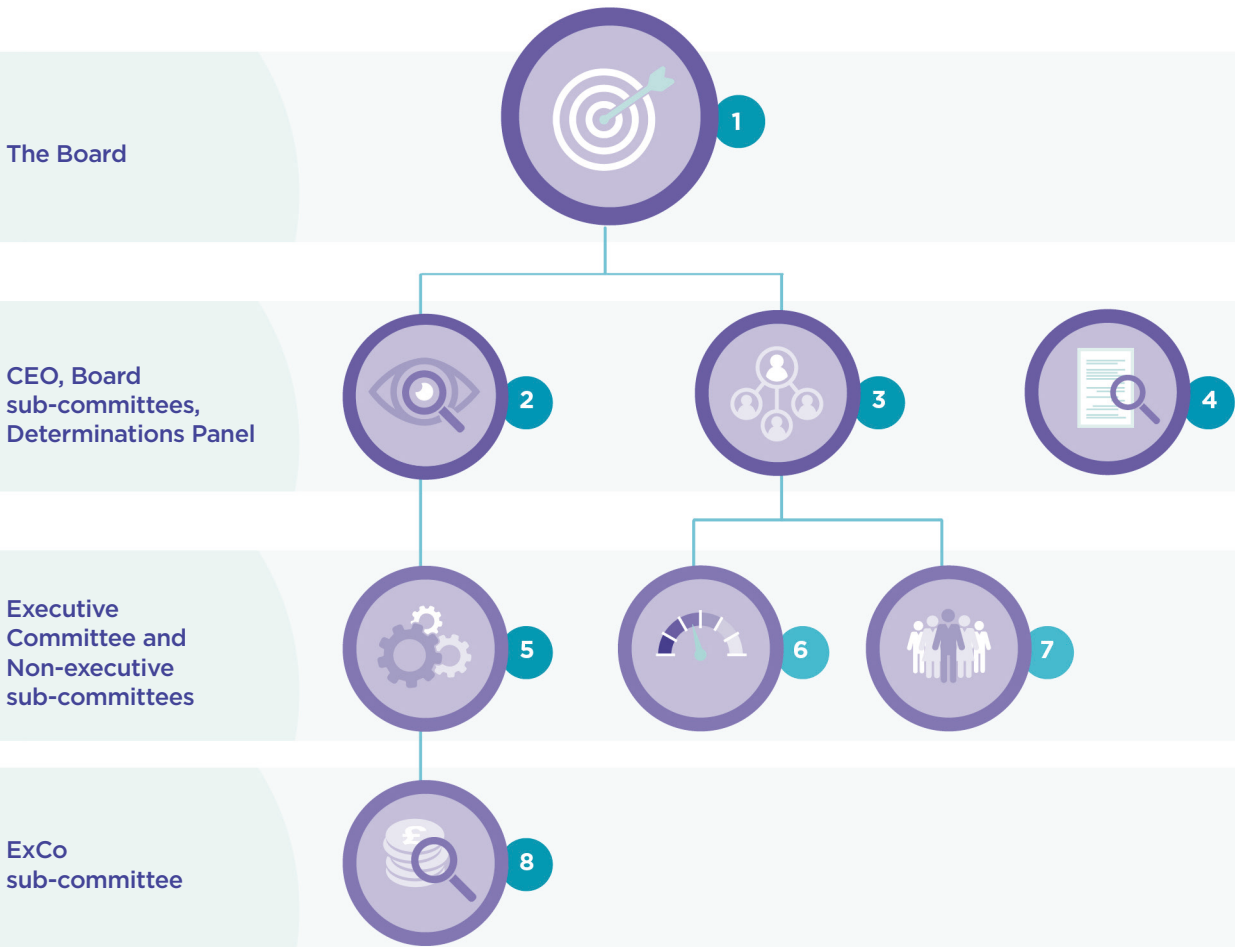 The Board
1
CEO, Board
sub-committees,
Determinations Panel
2
3
4
Executive
Committee and
Non-executive
sub-committees
5
6
7
ExCo
sub-committee
£
8